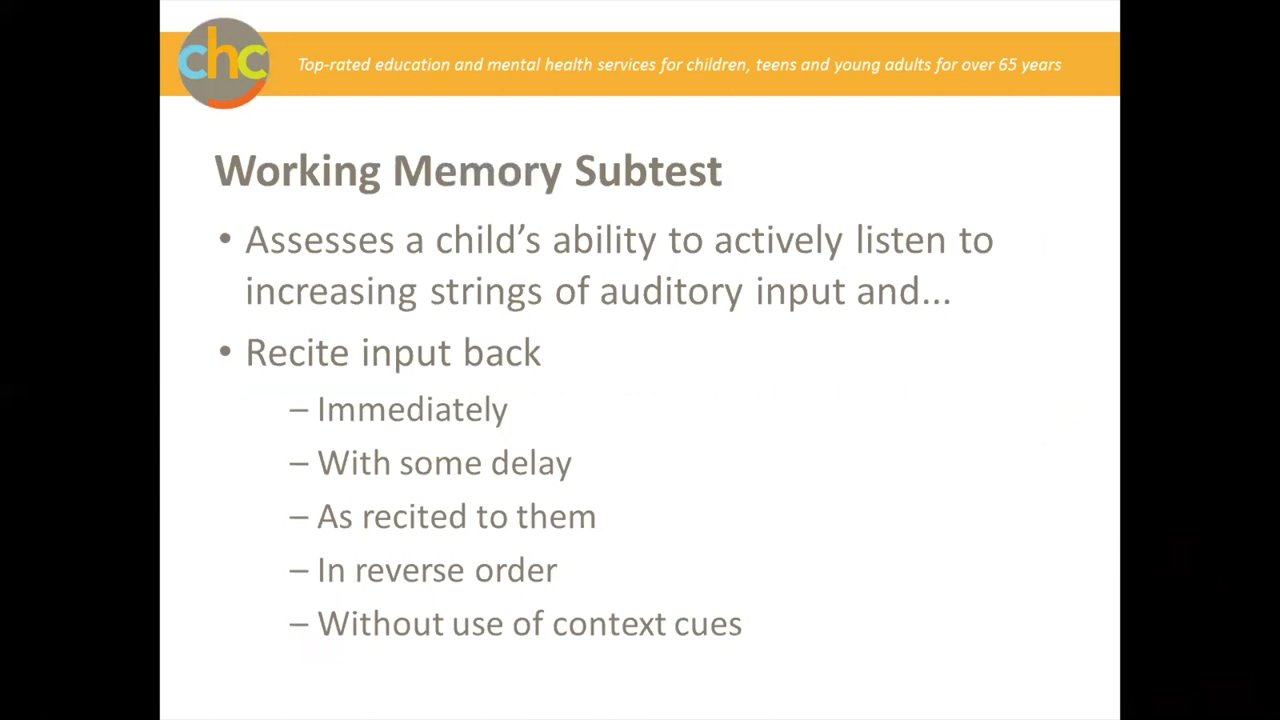 chc
Top-rated education and mental health services for children, teens and young adults for over 65 years
Working Memory Subtest
• Assesses a child’s ability to actively listen to
increasing strings of auditory input and...
• Recite input back
– Immediately
– With some delay
– As recited to them
– In reverse order
– Without use of context cues